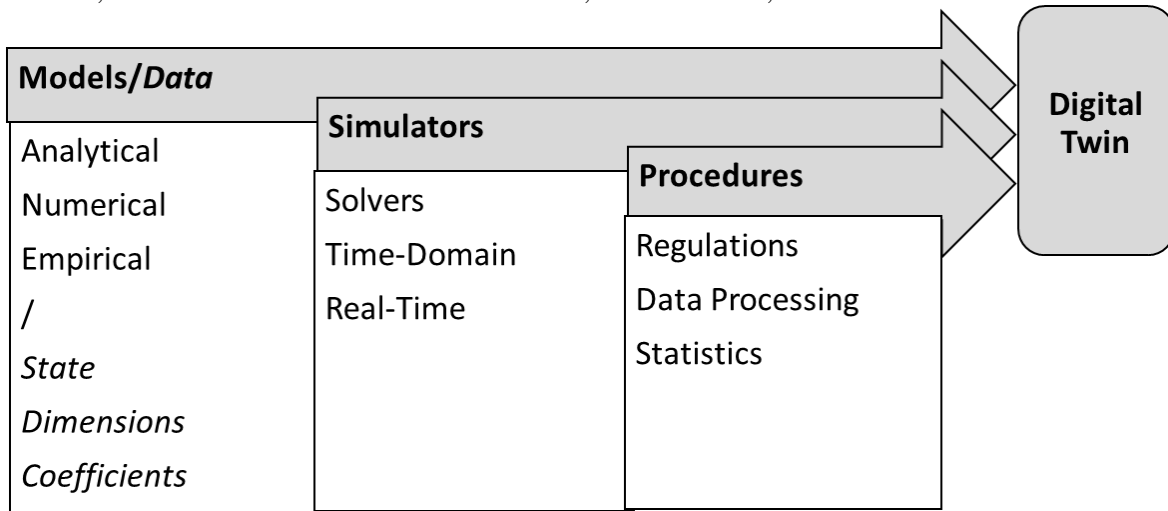 Models/Data
Analytical
Numerical
Empirical
/
State
Dimensions
Coefficients
Simulators
Solvers
Time-Domain
Real-Time
Procedures
Regulations
Data Processing
Statistics
Digital
Twin